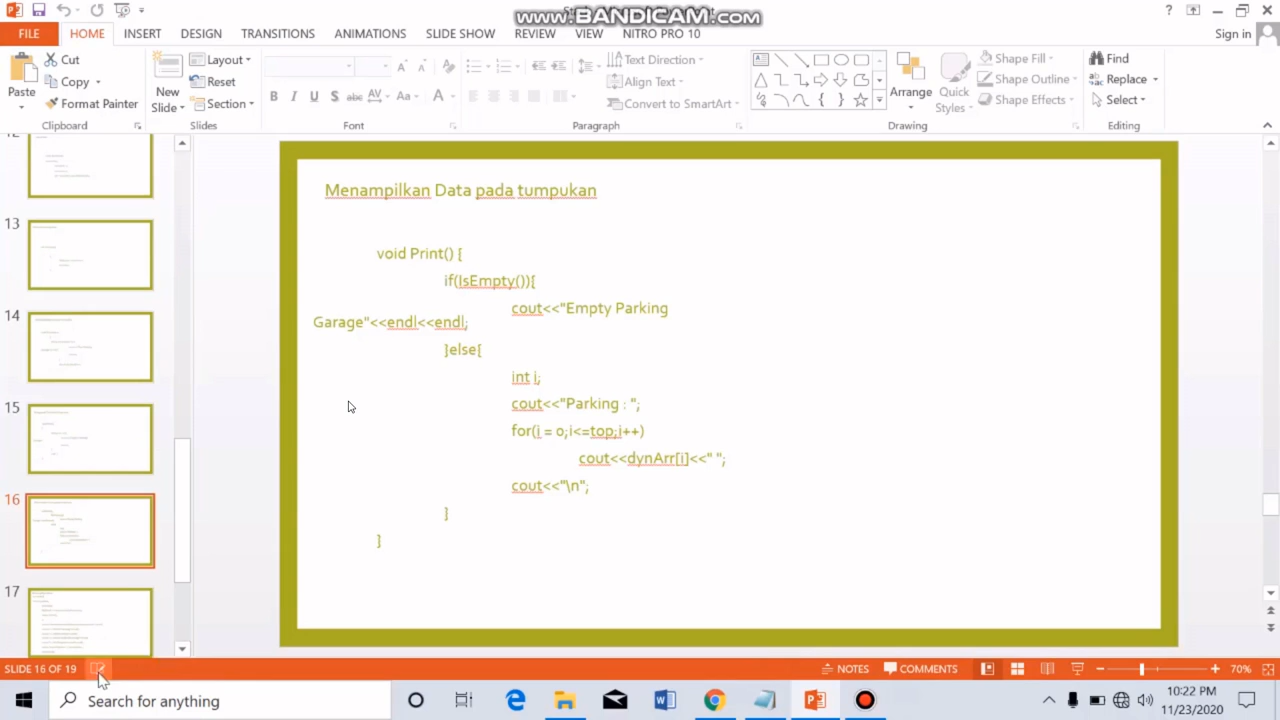 www.BANDICAM.com
FILE HOME INSERT DESIGN TRANSITIONS ANIMATIONS SLIDE SHOW REVIEW VIEW NITRO PRO 10 Sign in
Paste
Cut
Copy
Format Painter
Clipboard
New Slide
Layout
Reset
Section
Slides
B I U S abc AV Aa A
Font
Text Direction
Align Text
Convert to SmartArt
Paragraph
Arrange
Quick Styles
Shape Fill
Shape Outline
Shape Effects
Drawing
Find
Replace
Select
Editing
12
13
14
15
16
17
Menampilkan Data pada tumpukan
void Print() {
if(IsEmpty()){
cout<<"Empty Parking
Garage"<<endl<<endl;
}else{
int i;
cout<<"Parking : ";
for(i = 0;i<=top;i++)
cout<<dynArr[i]<<" ";
cout<<"\n";
}
}
SLIDE 16 OF 19 NOTES COMMENTS 70%
Search for anything
10:22 PM
11/23/2020